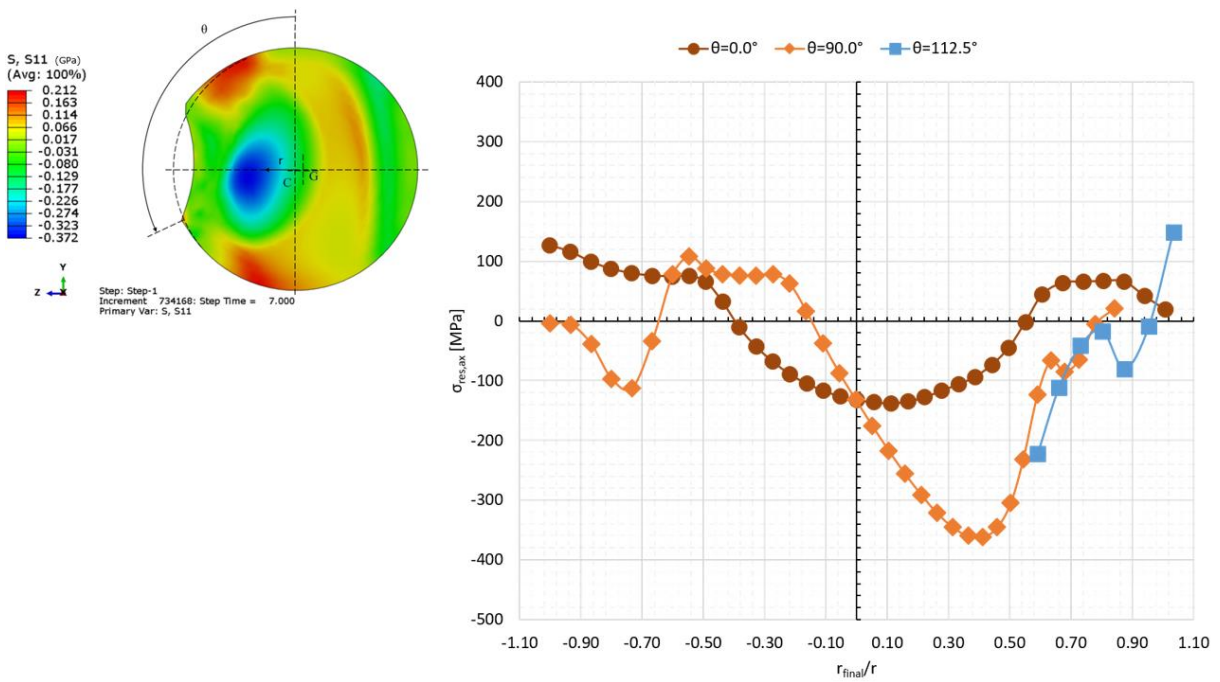 θ
S, S11 (GPa)
(Avg: 100%)
0.212
0.163
0.114
0.066
0.017
-0.031
-0.080
-0.129
-0.177
-0.226
-0.274
-0.323
-0.372
r
C
G
Y
Z
X
Step: Step-1
Increment 734168: Step Time = 7.000
Primary Var: S, S11
θ=0.0° θ=90.0° θ=112.5°
400
300
200
100
0
-100
-200
-300
-400
-500
σres,ax [MPa]
-1.10 -0.90 -0.70 -0.50 -0.30 -0.10 0.10 0.30 0.50 0.70 0.90 1.10
rfinal/r